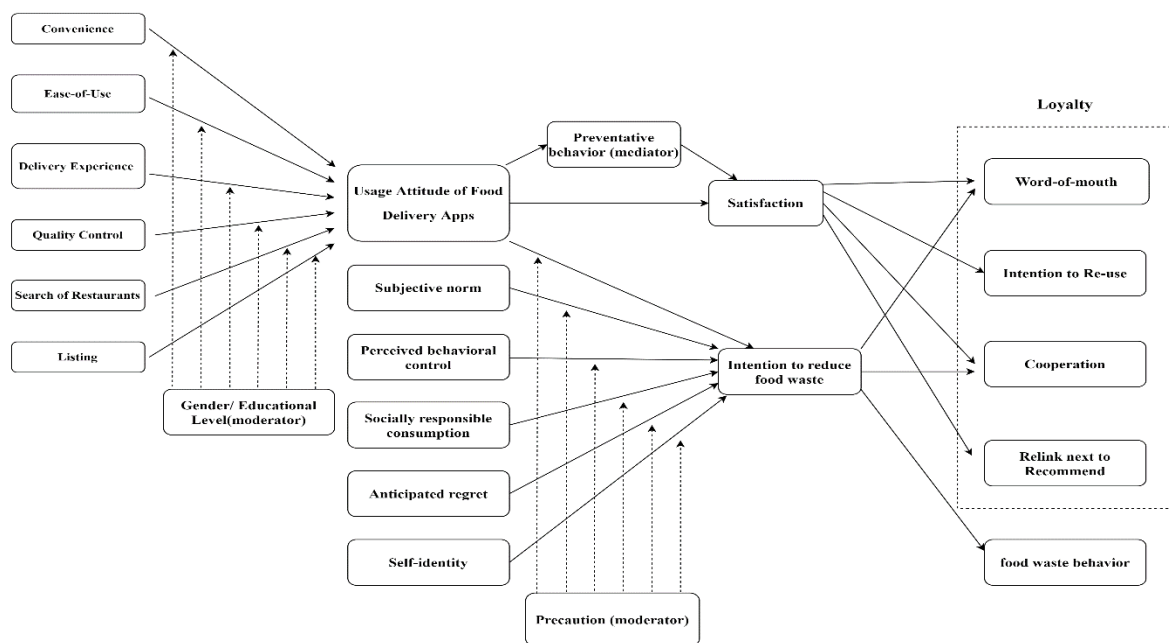 Convenience
Ease-of-Use
Delivery Experience
Quality Control
Search of Restaurants
Listing
Gender/ Educational
Level(moderator)
Usage Attitude of Food
Delivery Apps
Subjective norm
Perceived behavioral
control
Socially responsible
consumption
Anticipated regret
Self-identity
Precaution (moderator)
Preventative
behavior (mediator)
Satisfaction
Intention to reduce
food waste
Loyalty
Word-of-mouth
Intention to Re-use
Cooperation
Relink next to
Recommend
food waste behavior